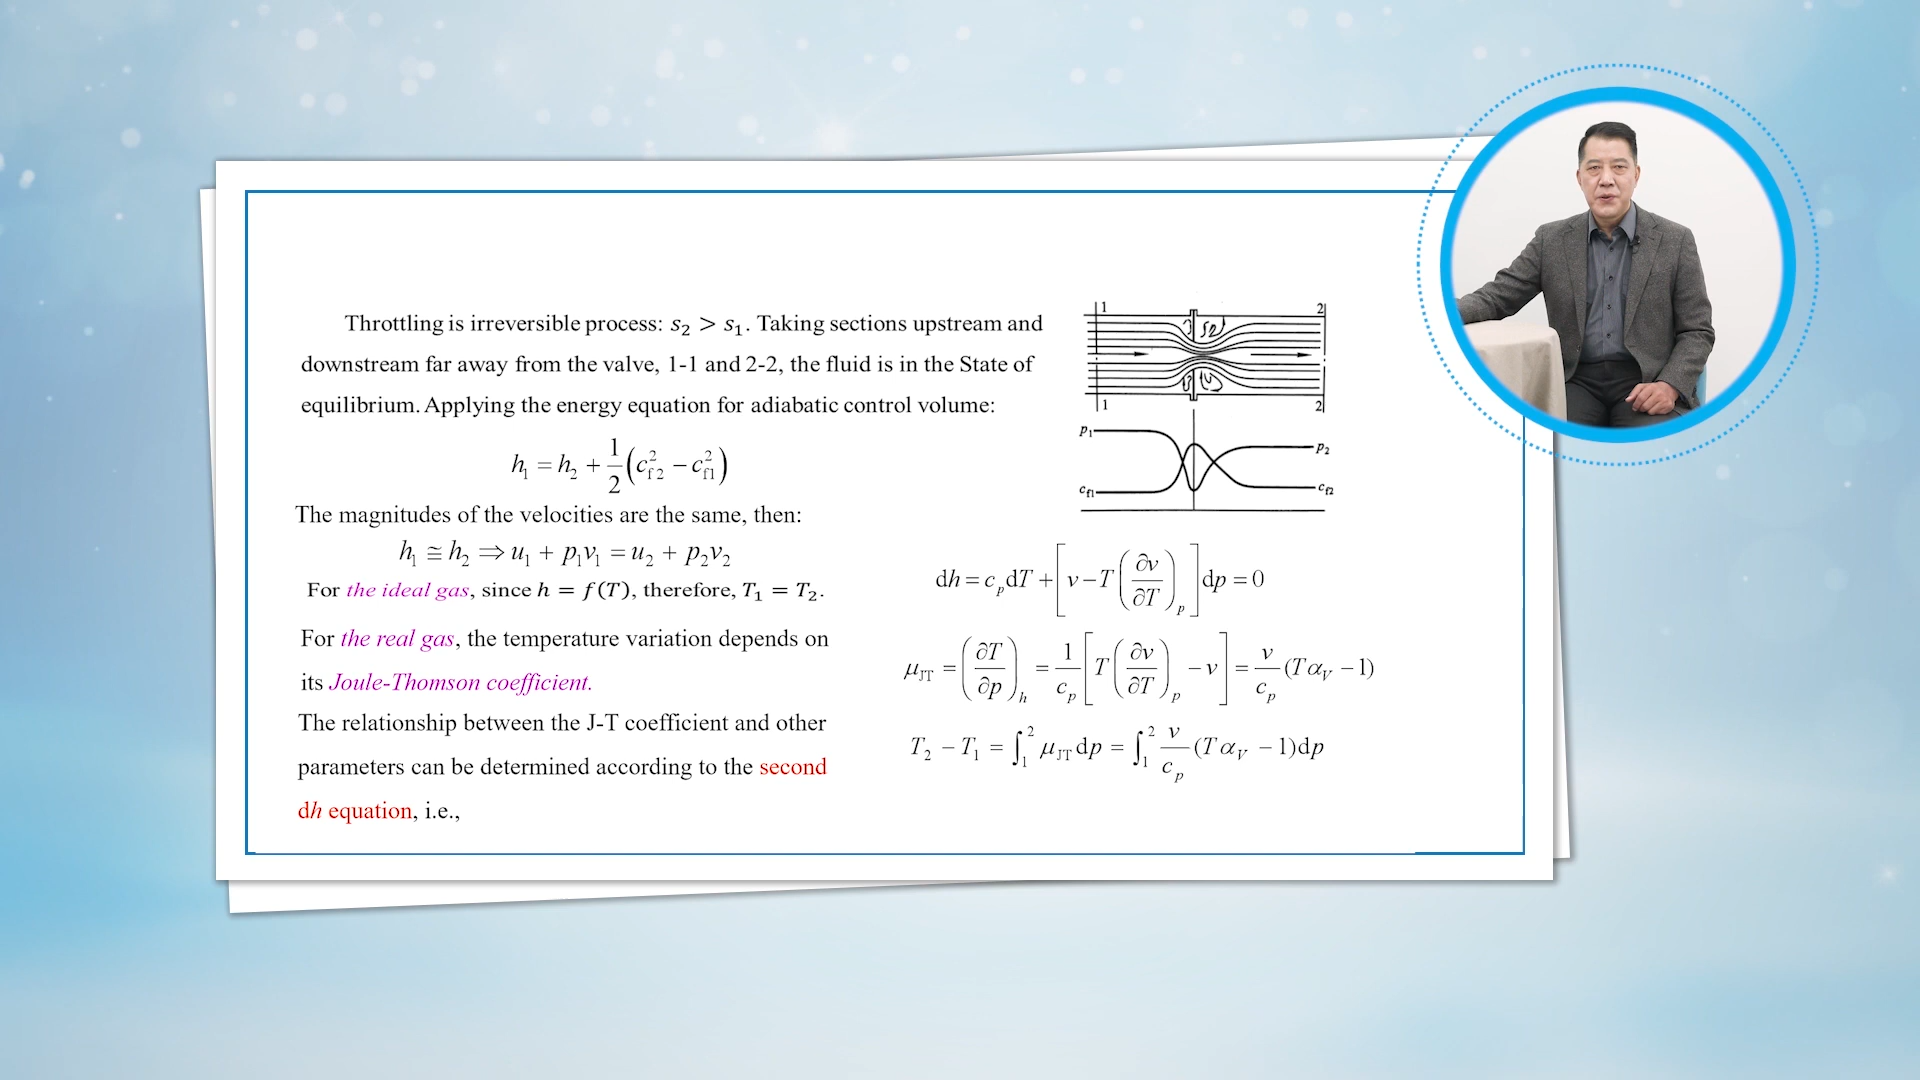 Throttling is irreversible process: s₂ > s₁. Taking sections upstream and
downstream far away from the valve, 1-1 and 2-2, the fluid is in the State of
equilibrium. Applying the energy equation for adiabatic control volume:
h₁ = h₂ + 1/2 (c²f2 − c²f1)
The magnitudes of the velocities are the same, then:
h₁ ≅ h₂ ⇒ u₁ + p₁v₁ = u₂ + p₂v₂
For the ideal gas, since h = f(T), therefore, T₁ = T₂.
For the real gas, the temperature variation depends on
its Joule-Thomson coefficient.
The relationship between the J-T coefficient and other
parameters can be determined according to the second
dh equation, i.e.,
1 2
1 2
p₁
p₂
cf1
cf2
dh = c_p dT + [v − T(∂v/∂T)_p] dp = 0
μ_JT = (∂T/∂p)_h = 1/c_p [T(∂v/∂T)_p − v] = v/c_p (Tα_V − 1)
T₂ − T₁ = ∫₁² μ_JT dp = ∫₁² v/c_p (Tα_V − 1)dp